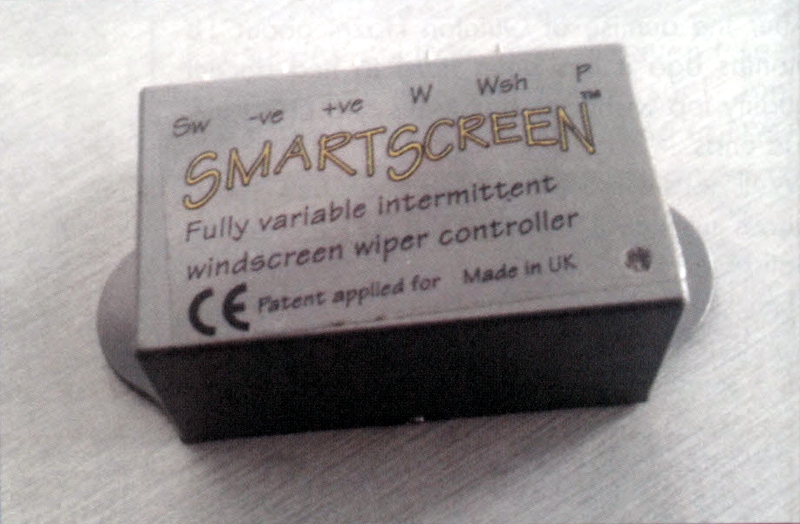 Sw -ve +ve W Wsh P
SMARTSCREEN™
Fully variable intermittent
windscreen wiper controller
CE Patent applied for Made in UK